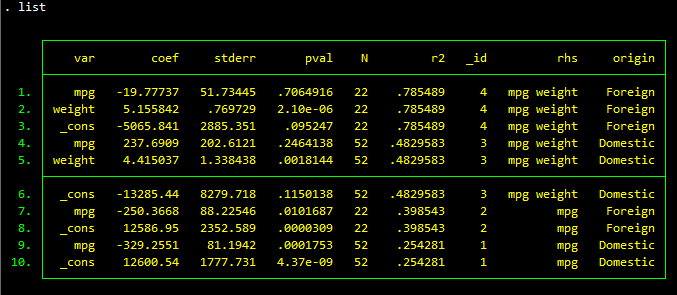 . list
var coef stderr pval N r2 _id rhs origin
1. mpg -19.77737 51.73445 .7064916 22 .785489 4 mpg weight Foreign
2. weight 5.155842 .769729 2.10e-06 22 .785489 4 mpg weight Foreign
3. _cons -5065.841 2885.351 .095247 22 .785489 4 mpg weight Foreign
4. mpg 237.6909 202.6121 .2464138 52 .4829583 3 mpg weight Domestic
5. weight 4.415037 1.338438 .0018144 52 .4829583 3 mpg weight Domestic
6. _cons -13285.44 8279.718 .1150138 52 .4829583 3 mpg weight Domestic
7. mpg -250.3668 88.22546 .0101687 22 .398543 2 mpg Foreign
8. _cons 12586.95 2352.589 .0000309 22 .398543 2 mpg Foreign
9. mpg -329.2551 81.1942 .0001753 52 .254281 1 mpg Domestic
10. _cons 12600.54 1777.731 4.37e-09 52 .254281 1 mpg Domestic